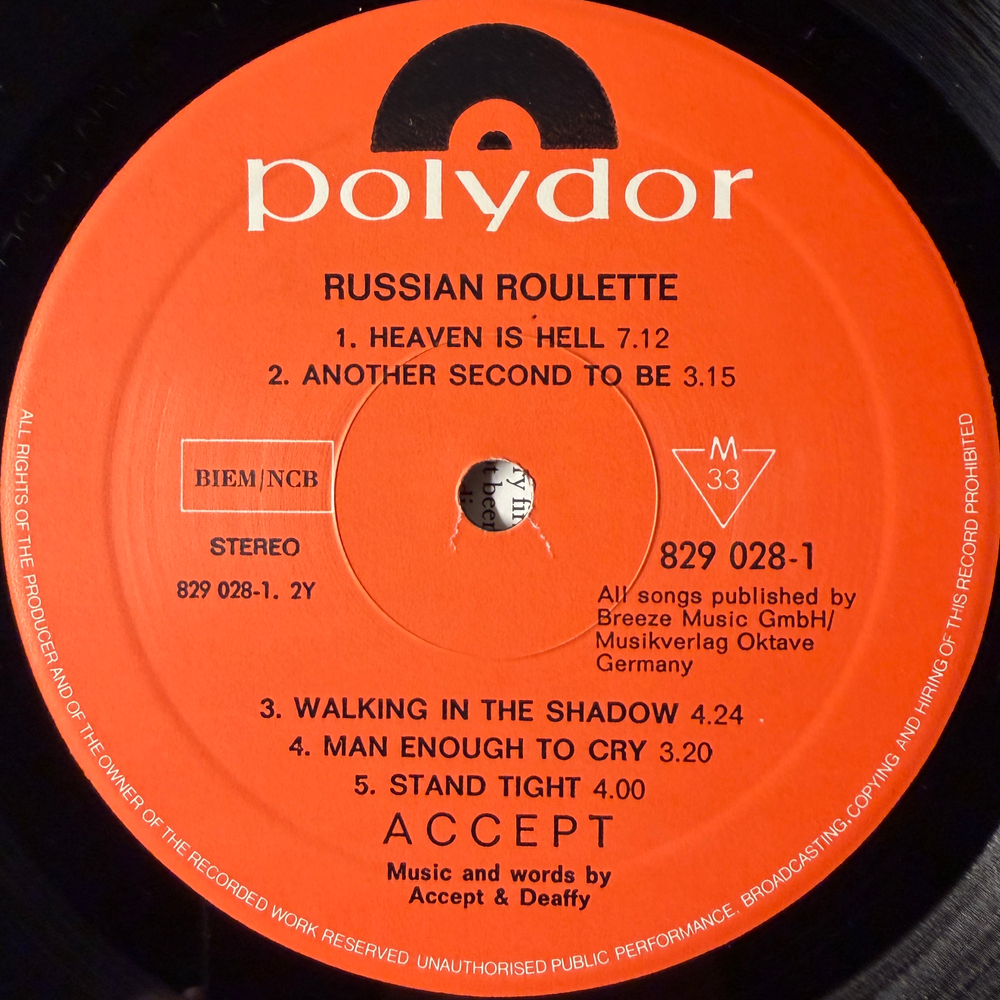 polydor
RUSSIAN ROULETTE
1. HEAVEN IS HELL 7.12
2. ANOTHER SECOND TO BE 3.15
BIEM/NCB
STEREO
829 028-1. 2Y
M
33
829 028-1
All songs published by
Breeze Music GmbH/
Musikverlag Oktave
Germany
3. WALKING IN THE SHADOW 4.24
4. MAN ENOUGH TO CRY 3.20
5. STAND TIGHT 4.00
ACCEPT
Music and words by
Accept & Deaffy
ALL RIGHTS OF THE PRODUCER AND OF THE OWNER OF THE RECORDED WORK RESERVED UNAUTHORISED PUBLIC PERFORMANCE, BROADCASTING, COPYING AND HIRING OF THIS RECORD PROHIBITED